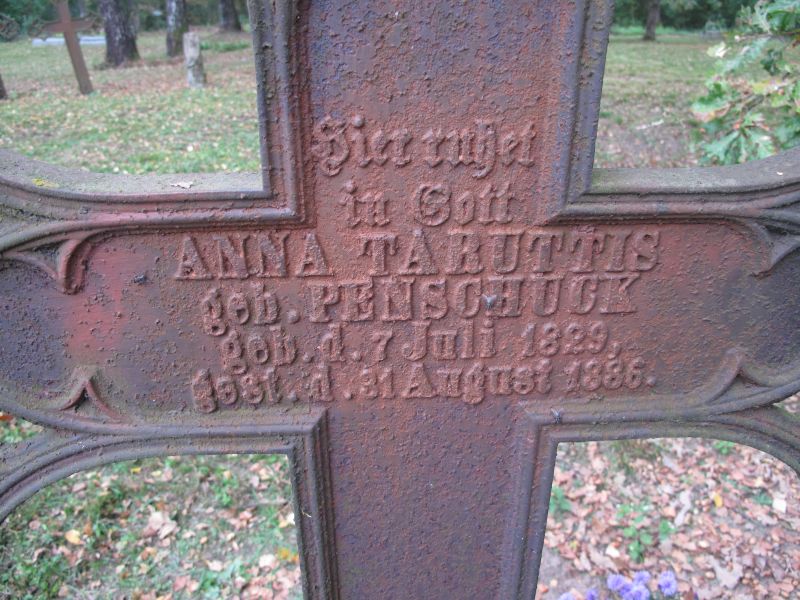 Hier ruhet
in Gott
ANNA TARUTTIS
geb. PENSCHUCK
geb. d. 7 Juli 1829,
gest. d. 31 August 1886.